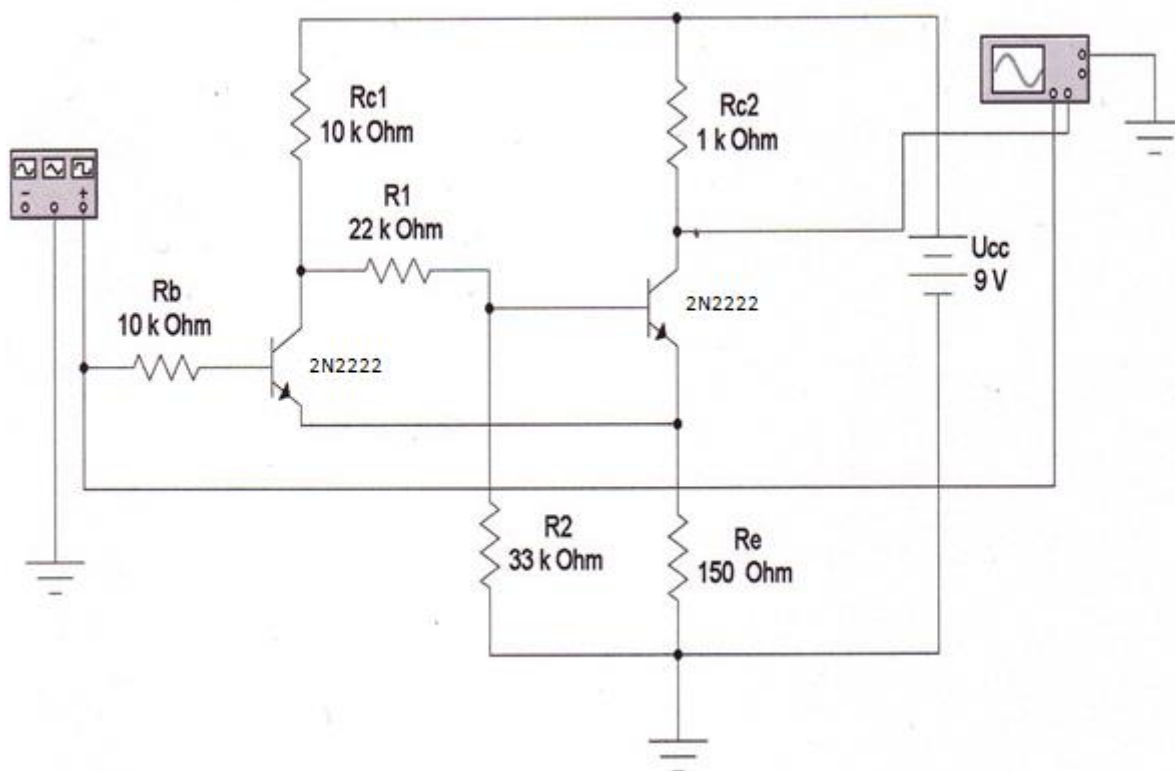 Rc1
10 k Ohm
Rc2
1 k Ohm
- +
R1
22 k Ohm
Ucc
9 V
Rb
10 k Ohm
2N2222
2N2222
R2
33 k Ohm
Re
150 Ohm